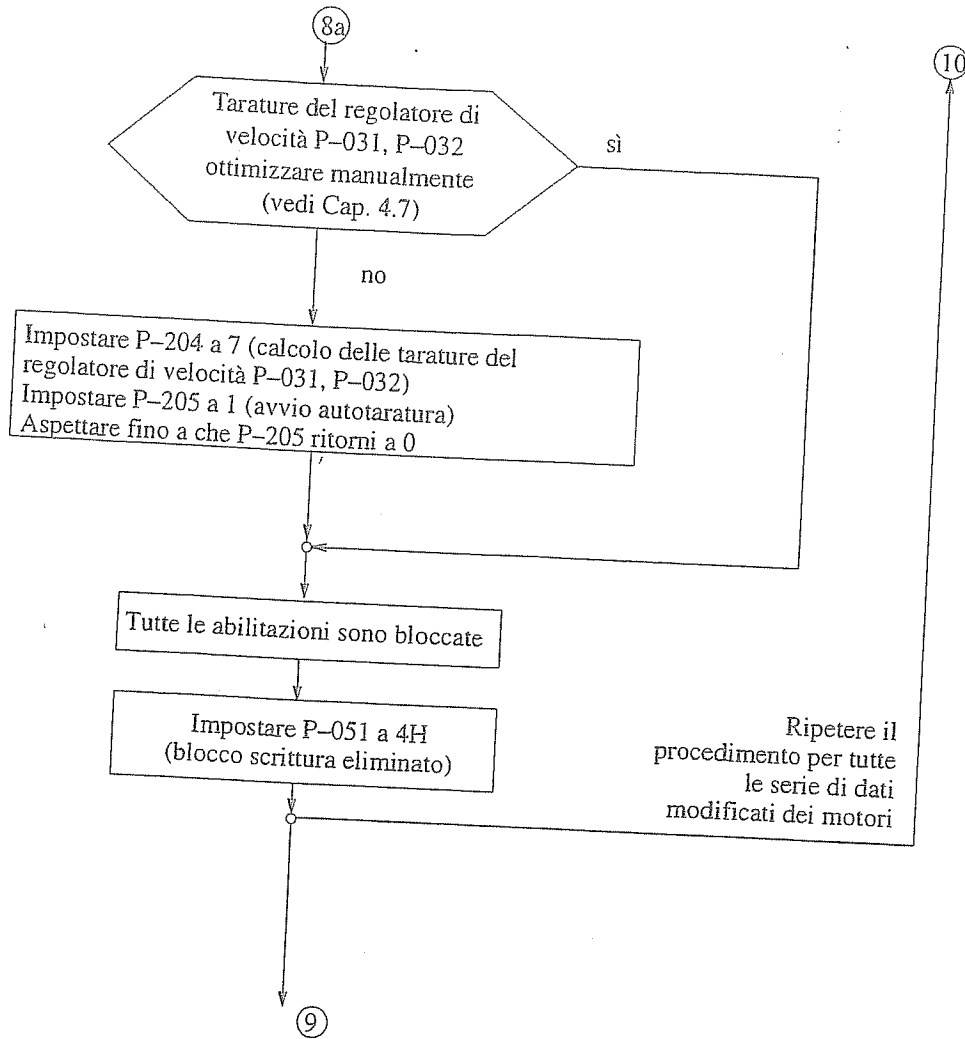 8a
10
Tarature del regolatore di
velocità P–031, P–032
ottimizzare manualmente
(vedi Cap. 4.7)
sì
no
Impostare P–204 a 7 (calcolo delle tarature del
regolatore di velocità P–031, P–032)
Impostare P–205 a 1 (avvio autotaratura)
Aspettare fino a che P–205 ritorni a 0
Tutte le abilitazioni sono bloccate
Impostare P–051 a 4H
(blocco scrittura eliminato)
Ripetere il
procedimento per tutte
le serie di dati
modificati dei motori
9